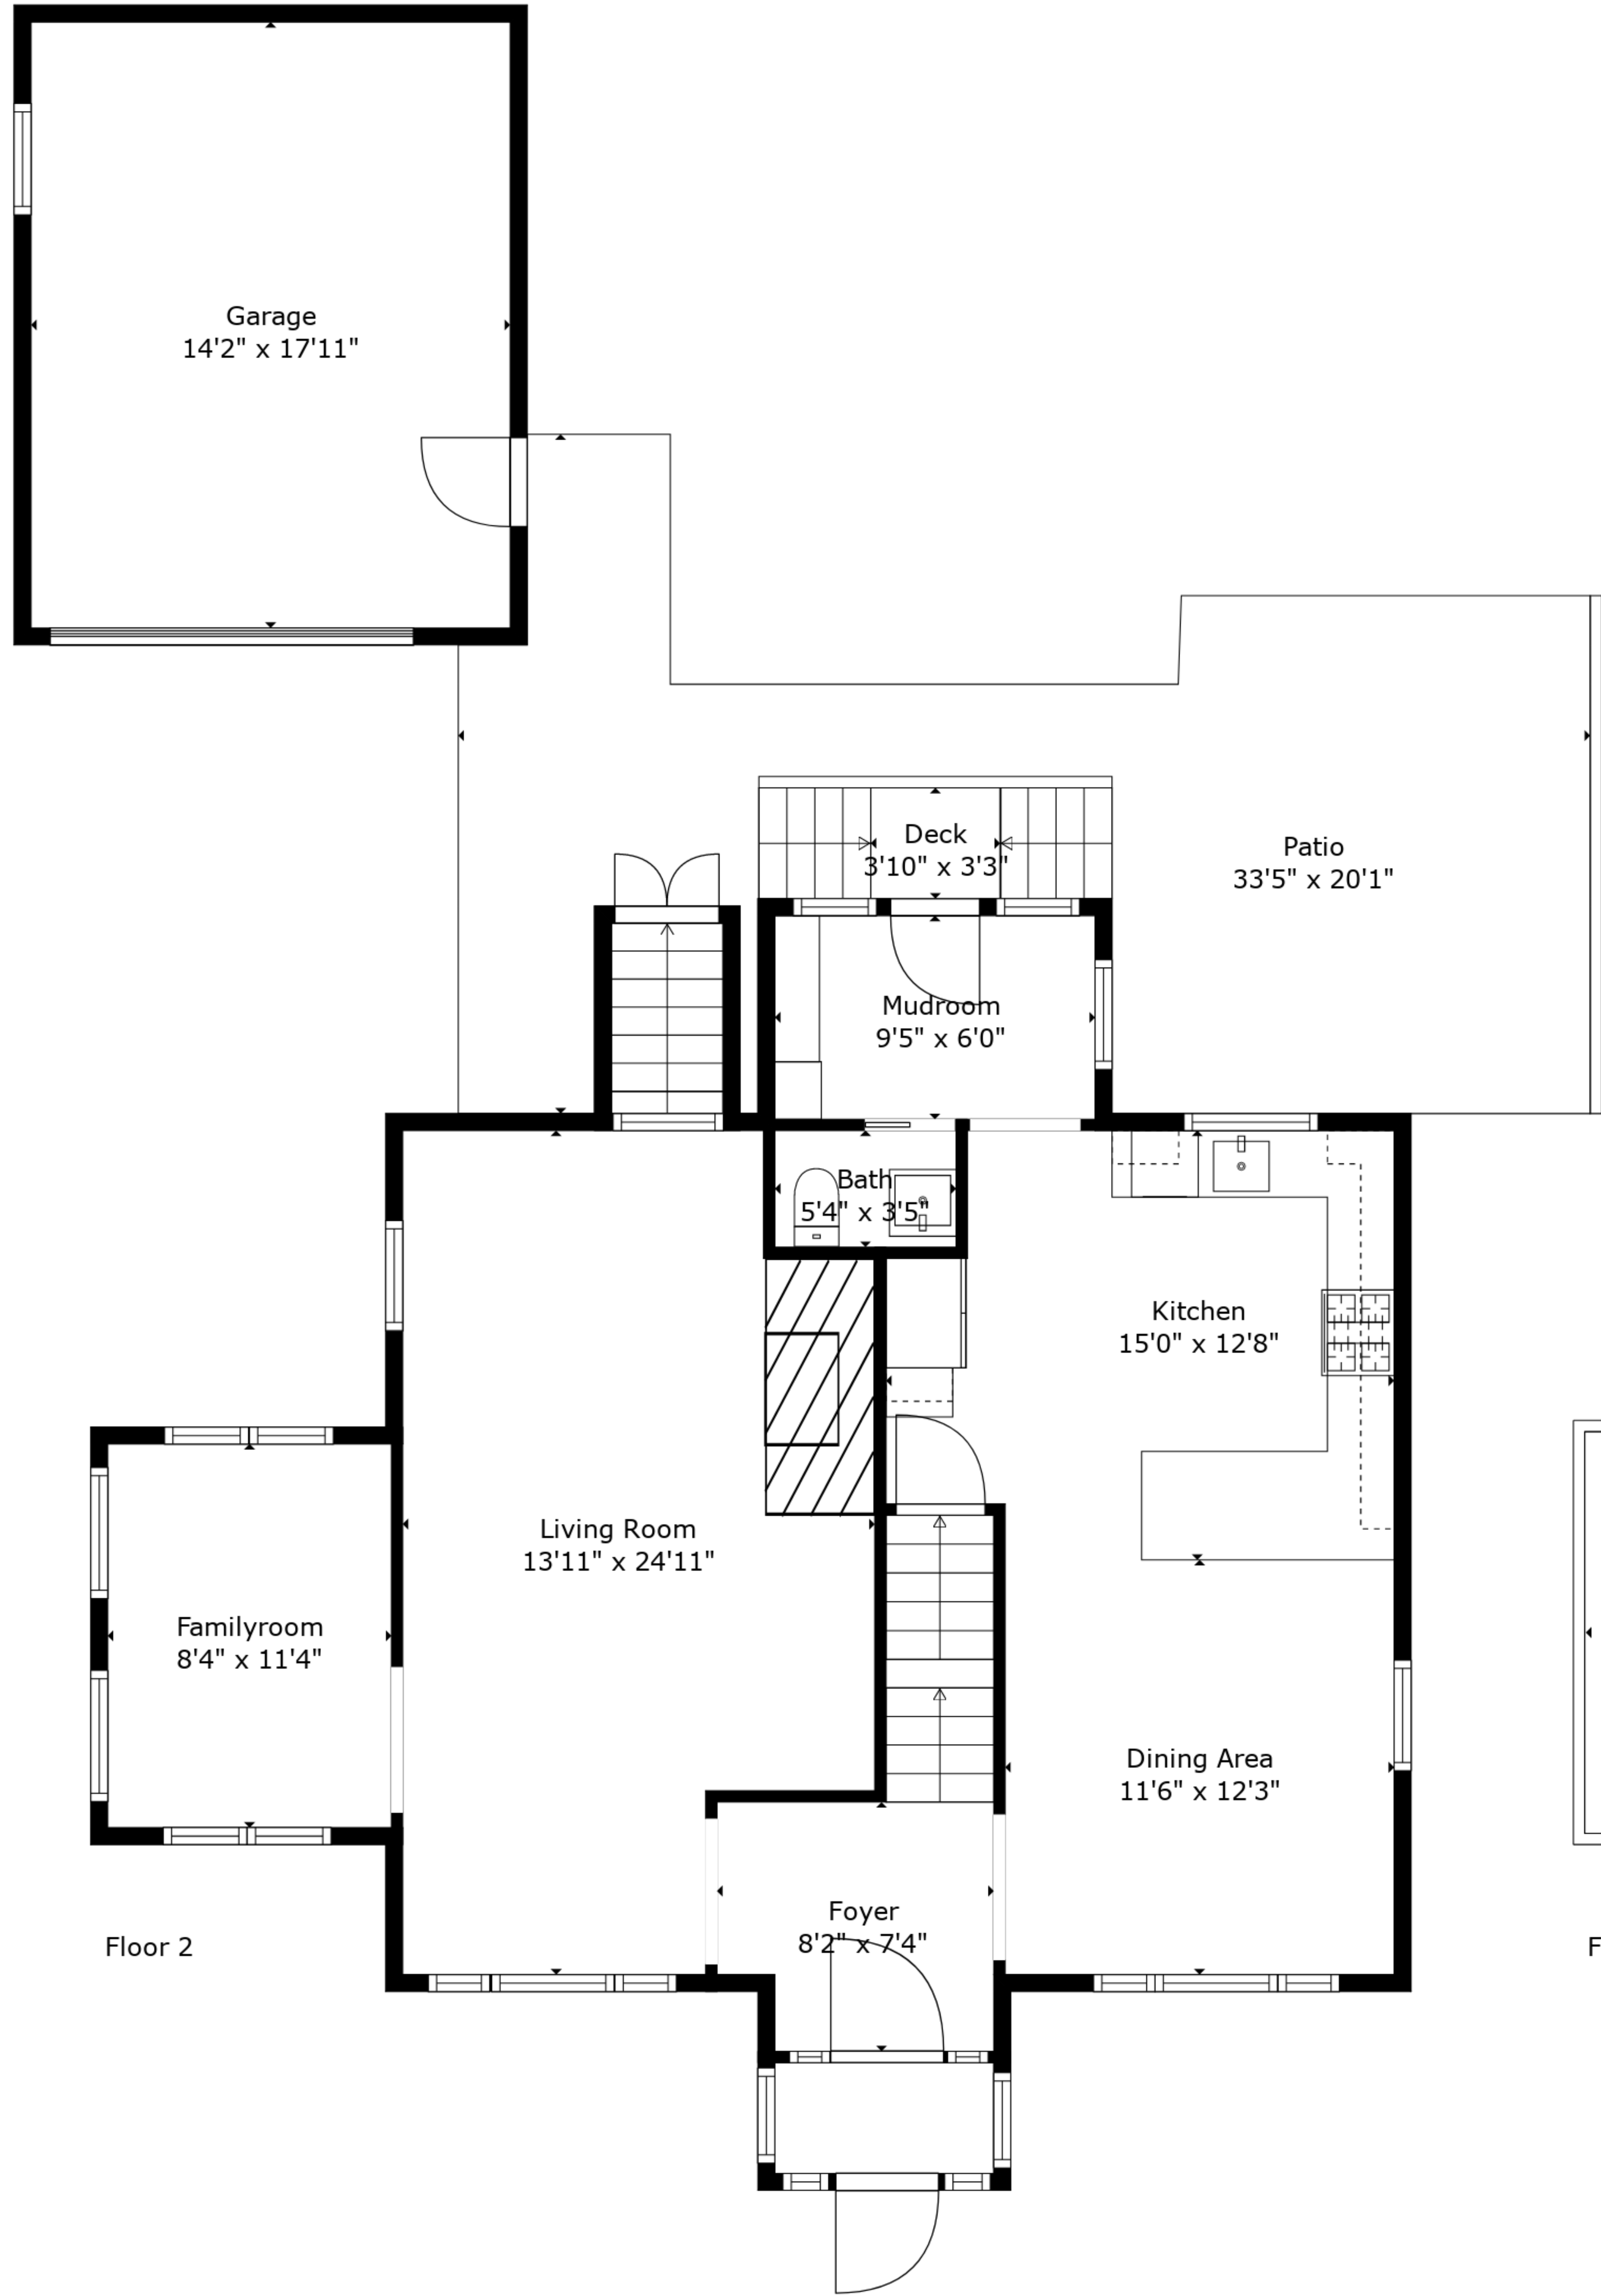 Garage
14'2" x 17'11"
Deck
3'10" x 3'3"
Patio
33'5" x 20'1"
Mudroom
9'5" x 6'0"
Bath
5'4" x 3'5"
Kitchen
15'0" x 12'8"
Living Room
13'11" x 24'11"
Familyroom
8'4" x 11'4"
Dining Area
11'6" x 12'3"
Foyer
8'2" x 7'4"
Floor 2
F